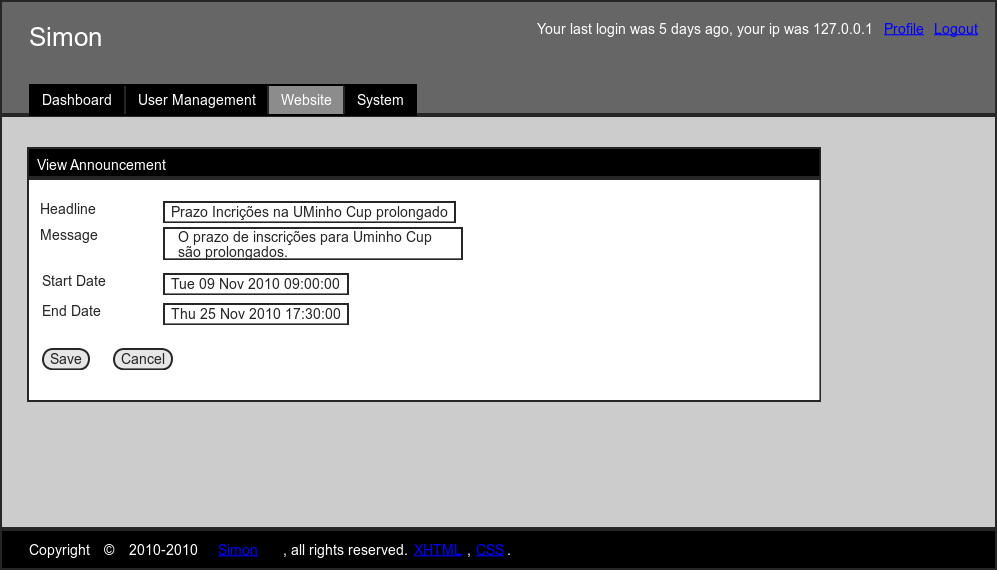 Simon
Your last login was 5 days ago, your ip was 127.0.0.1 Profile Logout
Dashboard User Management Website System
View Announcement
Headline Prazo Incrições na UMinho Cup prolongado
Message O prazo de inscrições para Uminho Cup
são prolongados.
Start Date Tue 09 Nov 2010 09:00:00
End Date Thu 25 Nov 2010 17:30:00
Save Cancel
Copyright © 2010-2010 Simon , all rights reserved. XHTML , CSS .